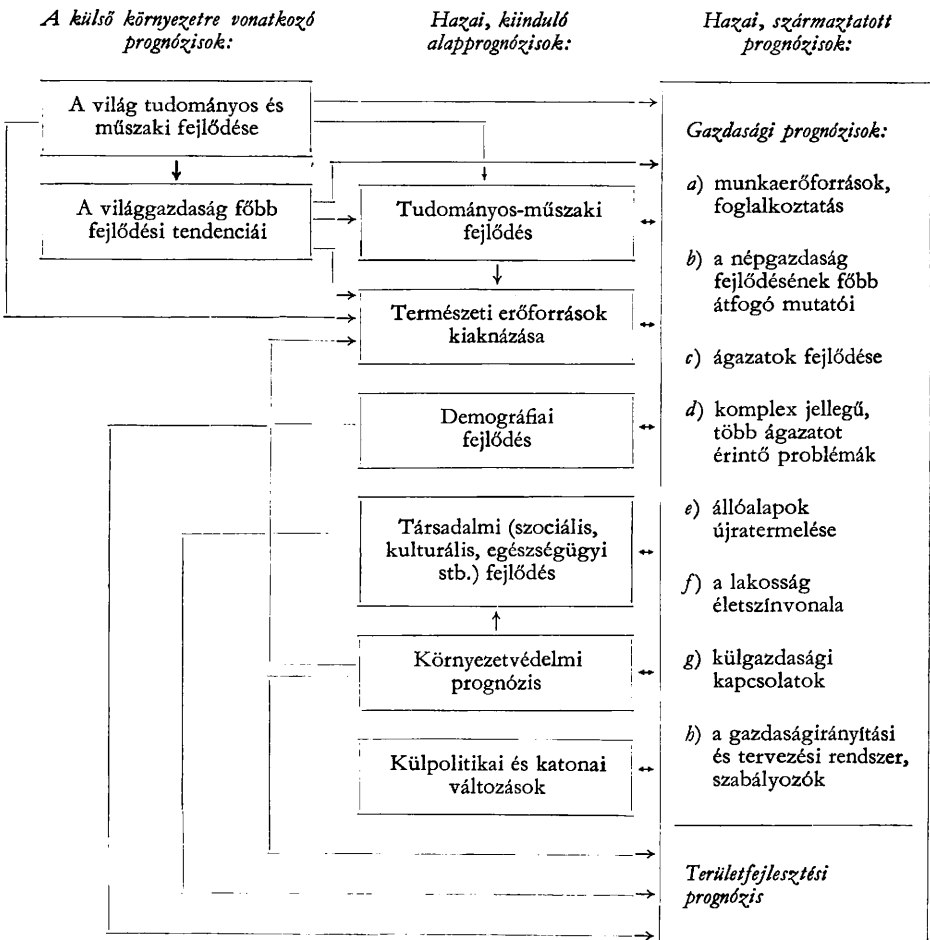 A külső környezetre vonatkozó
prognózisok:
Hazai, kiinduló
alapprognózisok:
Hazai, származtatott
prognózisok:
A világ tudományos és
műszaki fejlődése
A világgazdaság főbb
fejlődési tendenciái
Tudományos-műszaki
fejlődés
Természeti erőforrások
kiaknázása
Demográfiai
fejlődés
Társadalmi (szociális,
kulturális, egészségügyi
stb.) fejlődés
Környezetvédelmi
prognózis
Külpolitikai és katonai
változások
Gazdasági prognózisok:
a) munkaerőforrások,
foglalkoztatás
b) a népgazdaság
fejlődésének főbb
átfogó mutatói
c) ágazatok fejlődése
d) komplex jellegű,
több ágazatot
érintő problémák
e) állóalapok
újratermelése
f) a lakosság
életszínvonala
g) külgazdasági
kapcsolatok
h) a gazdaságirányítási
és tervezési rendszer,
szabályozók
Területfejlesztési
prognózis